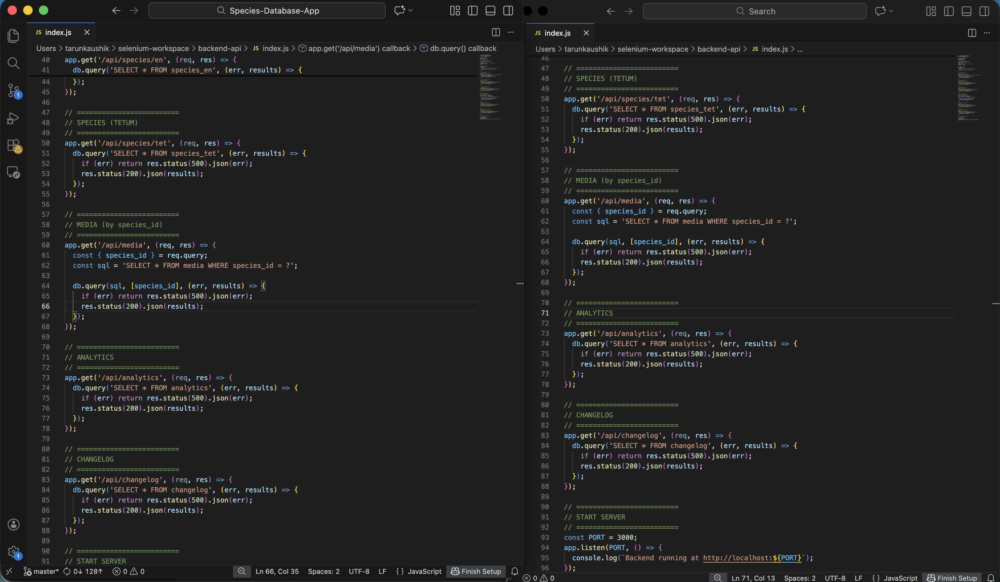 Species-Database-App
JS index.js
Users > tarunkaushik > selenium-workspace > backend-api > JS index.js > app.get('/api/media') callback > db.query() callback
40 app.get('/api/species/en', (req, res) => {
41 db.query('SELECT * FROM species_en', (err, results) => {
44 });
45 });
46
47 // =========================
48 // SPECIES (TETUM)
49 // =========================
50 app.get('/api/species/tet', (req, res) => {
51 db.query('SELECT * FROM species_tet', (err, results) => {
52 if (err) return res.status(500).json(err);
53 res.status(200).json(results);
54 });
55 });
56
57 // =========================
58 // MEDIA (by species_id)
59 // =========================
60 app.get('/api/media', (req, res) => {
61 const { species_id } = req.query;
62 const sql = 'SELECT * FROM media WHERE species_id = ?';
63
64 db.query(sql, [species_id], (err, results) => {
65 if (err) return res.status(500).json(err);
66 res.status(200).json(results);
67 });
68 });
69
70 // =========================
71 // ANALYTICS
72 // =========================
73 app.get('/api/analytics', (req, res) => {
74 db.query('SELECT * FROM analytics', (err, results) => {
75 if (err) return res.status(500).json(err);
76 res.status(200).json(results);
77 });
78 });
79
80 // =========================
81 // CHANGELOG
82 // =========================
83 app.get('/api/changelog', (req, res) => {
84 db.query('SELECT * FROM changelog', (err, results) => {
85 if (err) return res.status(500).json(err);
86 res.status(200).json(results);
87 });
88 });
89
90 // =========================
91 // START SERVER
1
1
master* 0↓ 128↑ 0 0 Ln 66, Col 35 Spaces: 2 UTF-8 LF { } JavaScript Finish Setup
Search
JS index.js
Users > tarunkaushik > selenium-workspace > backend-api > JS index.js > ...
46
47 // =========================
48 // SPECIES (TETUM)
49 // =========================
50 app.get('/api/species/tet', (req, res) => {
51 db.query('SELECT * FROM species_tet', (err, results) => {
52 if (err) return res.status(500).json(err);
53 res.status(200).json(results);
54 });
55 });
56
57 // =========================
58 // MEDIA (by species_id)
59 // =========================
60 app.get('/api/media', (req, res) => {
61 const { species_id } = req.query;
62 const sql = 'SELECT * FROM media WHERE species_id = ?';
63
64 db.query(sql, [species_id], (err, results) => {
65 if (err) return res.status(500).json(err);
66 res.status(200).json(results);
67 });
68 });
69
70 // =========================
71 // ANALYTICS
72 // =========================
73 app.get('/api/analytics', (req, res) => {
74 db.query('SELECT * FROM analytics', (err, results) => {
75 if (err) return res.status(500).json(err);
76 res.status(200).json(results);
77 });
78 });
79
80 // =========================
81 // CHANGELOG
82 // =========================
83 app.get('/api/changelog', (req, res) => {
84 db.query('SELECT * FROM changelog', (err, results) => {
85 if (err) return res.status(500).json(err);
86 res.status(200).json(results);
87 });
88 });
89
90 // =========================
91 // START SERVER
92 // =========================
93 const PORT = 3000;
94 app.listen(PORT, () => {
95 console.log(`Backend running at http://localhost:${PORT}`);
96 });
0 0 Ln 71, Col 13 Spaces: 2 UTF-8 LF { } JavaScript Finish Setup